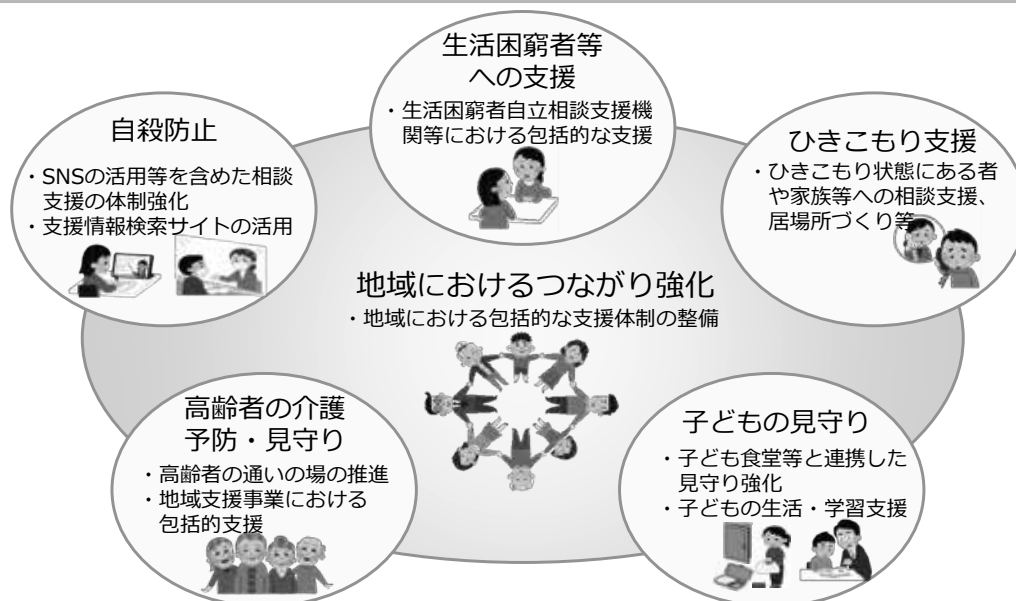 生活困窮者等
への支援
・生活困窮者自立相談支援機
関等における包括的な支援
自殺防止
・SNSの活用等を含めた相談
支援の体制強化
・支援情報検索サイトの活用
ひきこもり支援
・ひきこもり状態にある者
や家族等への相談支援、
居場所づくり等
地域におけるつながり強化
・地域における包括的な支援体制の整備
高齢者の介護
予防・見守り
・高齢者の通いの場の推進
・地域支援事業における
包括的支援
子どもの見守り
・子ども食堂等と連携した
見守り強化
・子どもの生活・学習支援